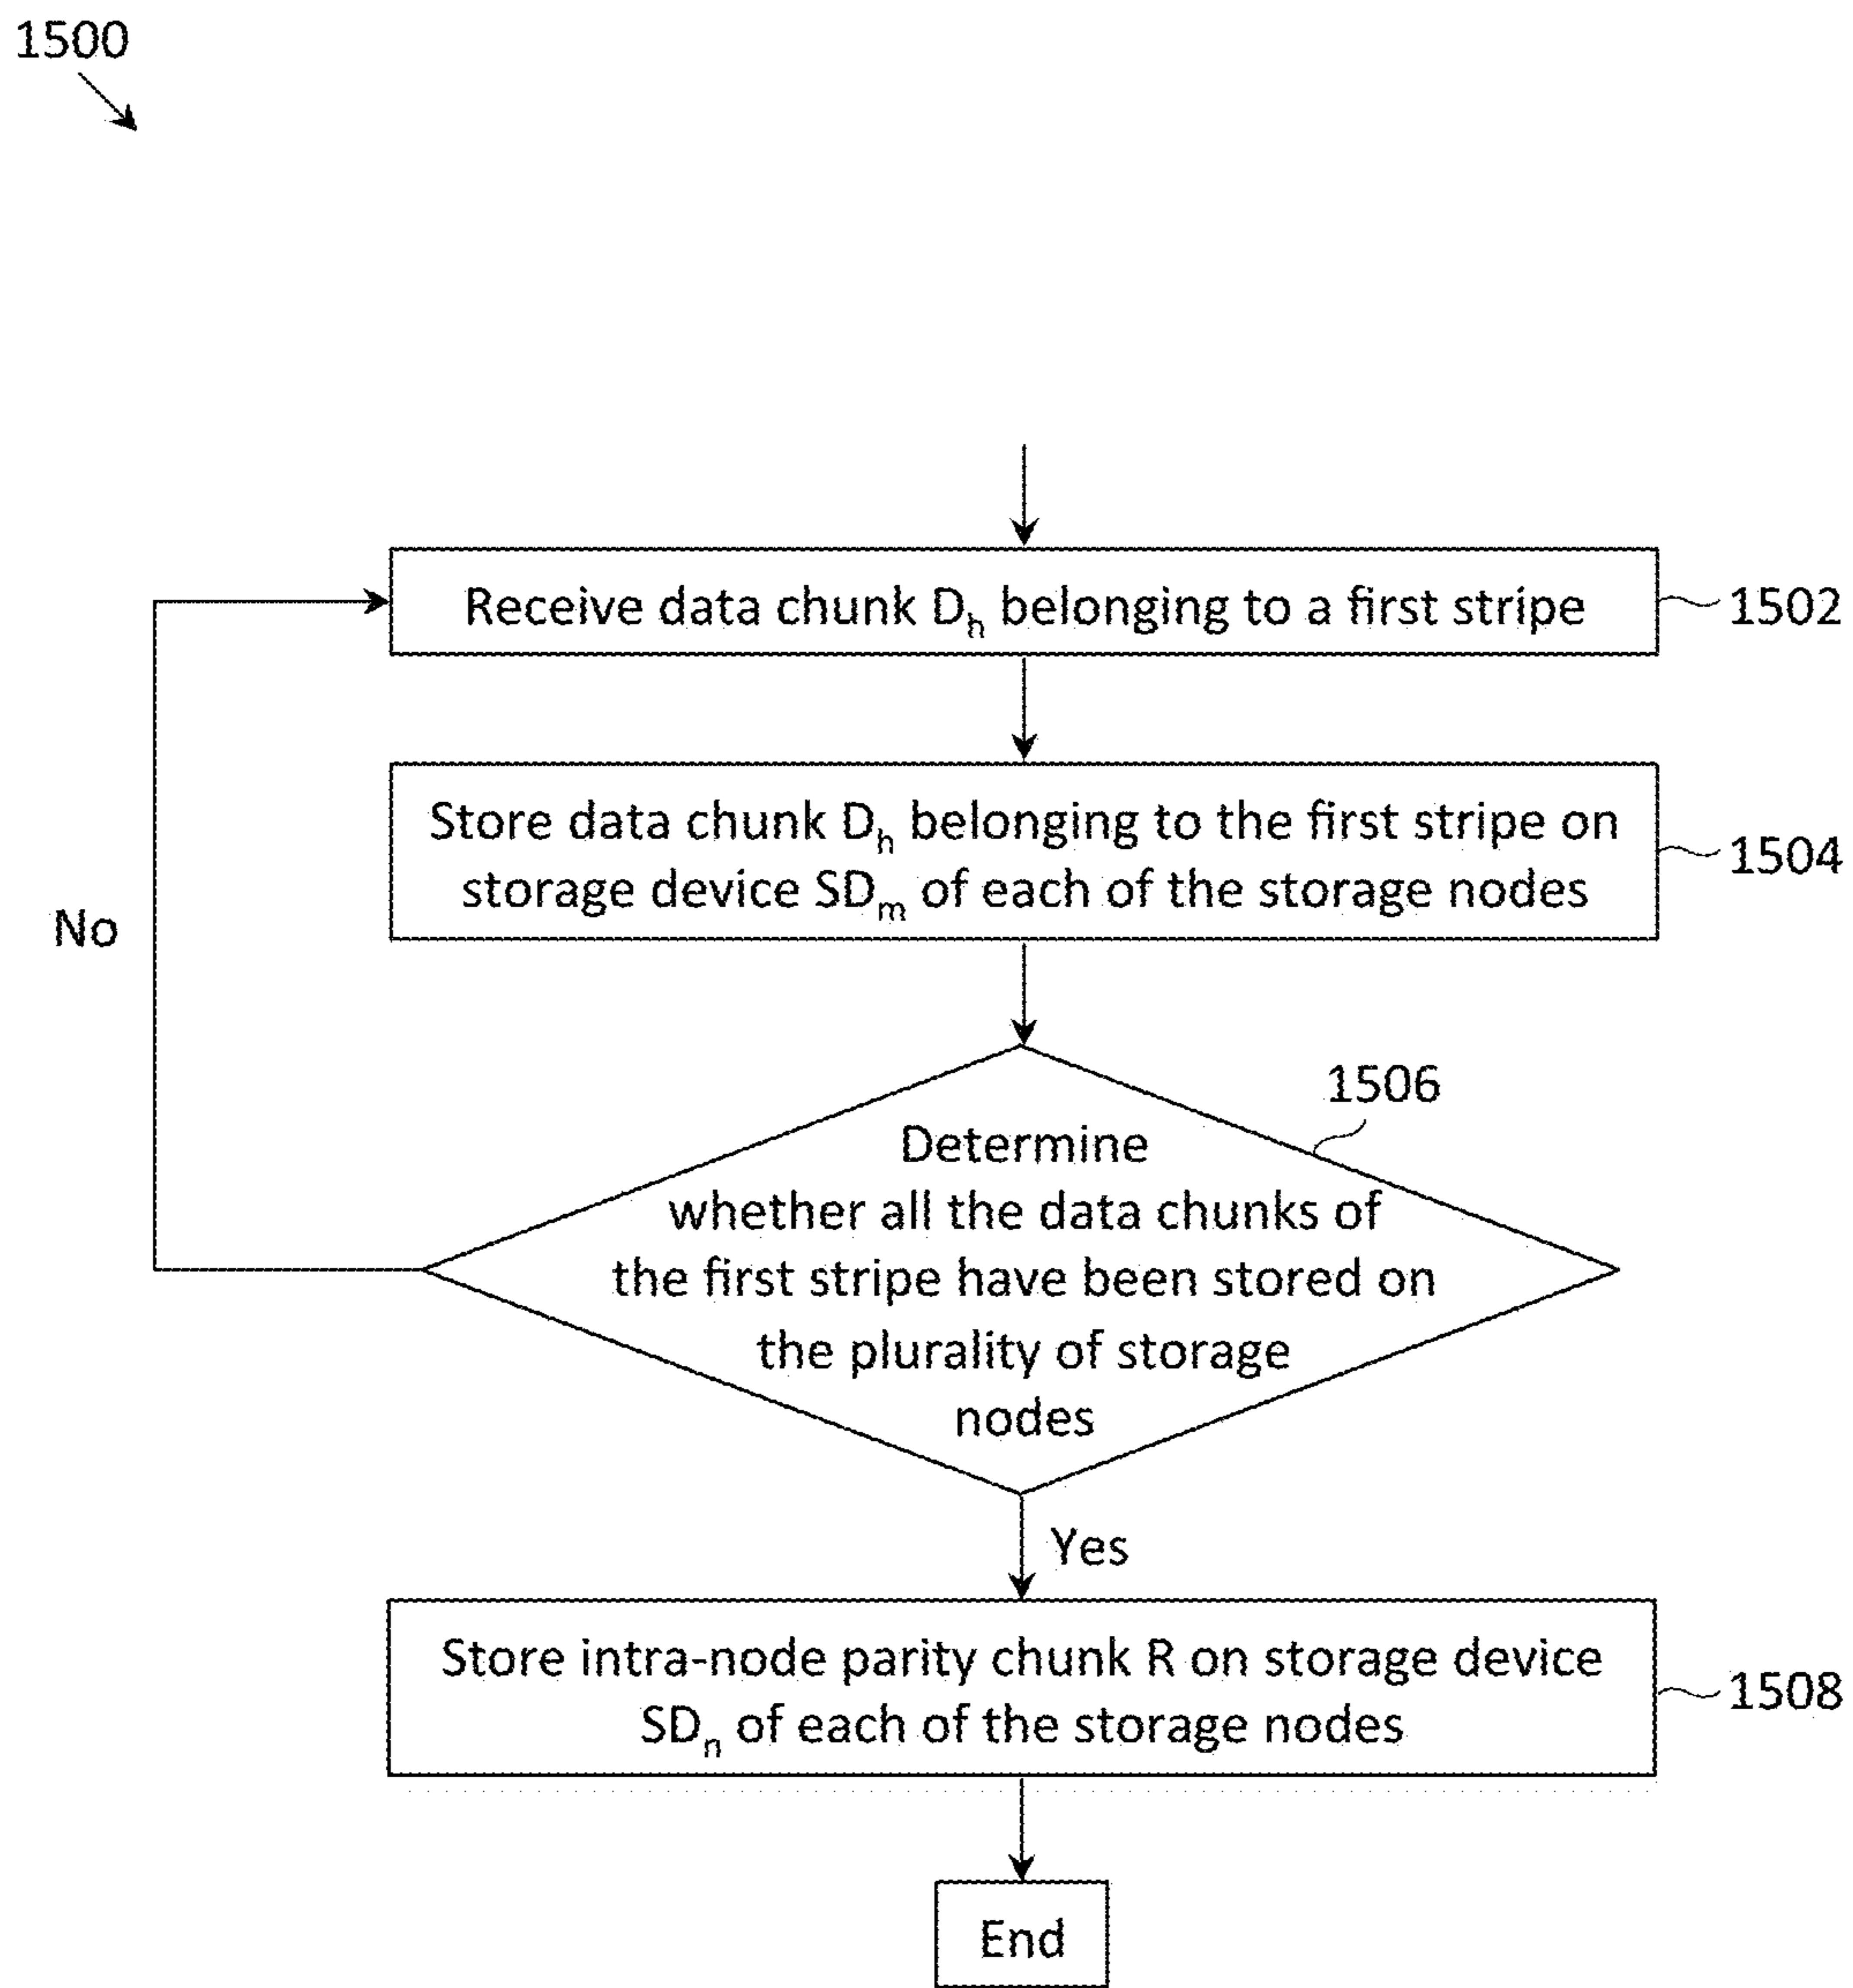 1500
Receive data chunk Dₕ belonging to a first stripe
1502
Store data chunk Dₕ belonging to the first stripe on
storage device SDₘ of each of the storage nodes
1504
No
1506
Determine
whether all the data chunks of
the first stripe have been stored on
the plurality of storage
nodes
Yes
Store intra-node parity chunk R on storage device
SDₙ of each of the storage nodes
1508
End